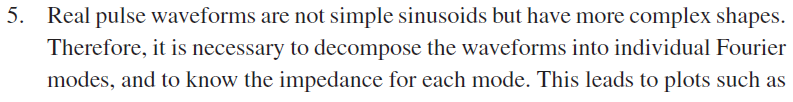 5. Real pulse waveforms are not simple sinusoids but have more complex shapes.
Therefore, it is necessary to decompose the waveforms into individual Fourier
modes, and to know the impedance for each mode. This leads to plots such as